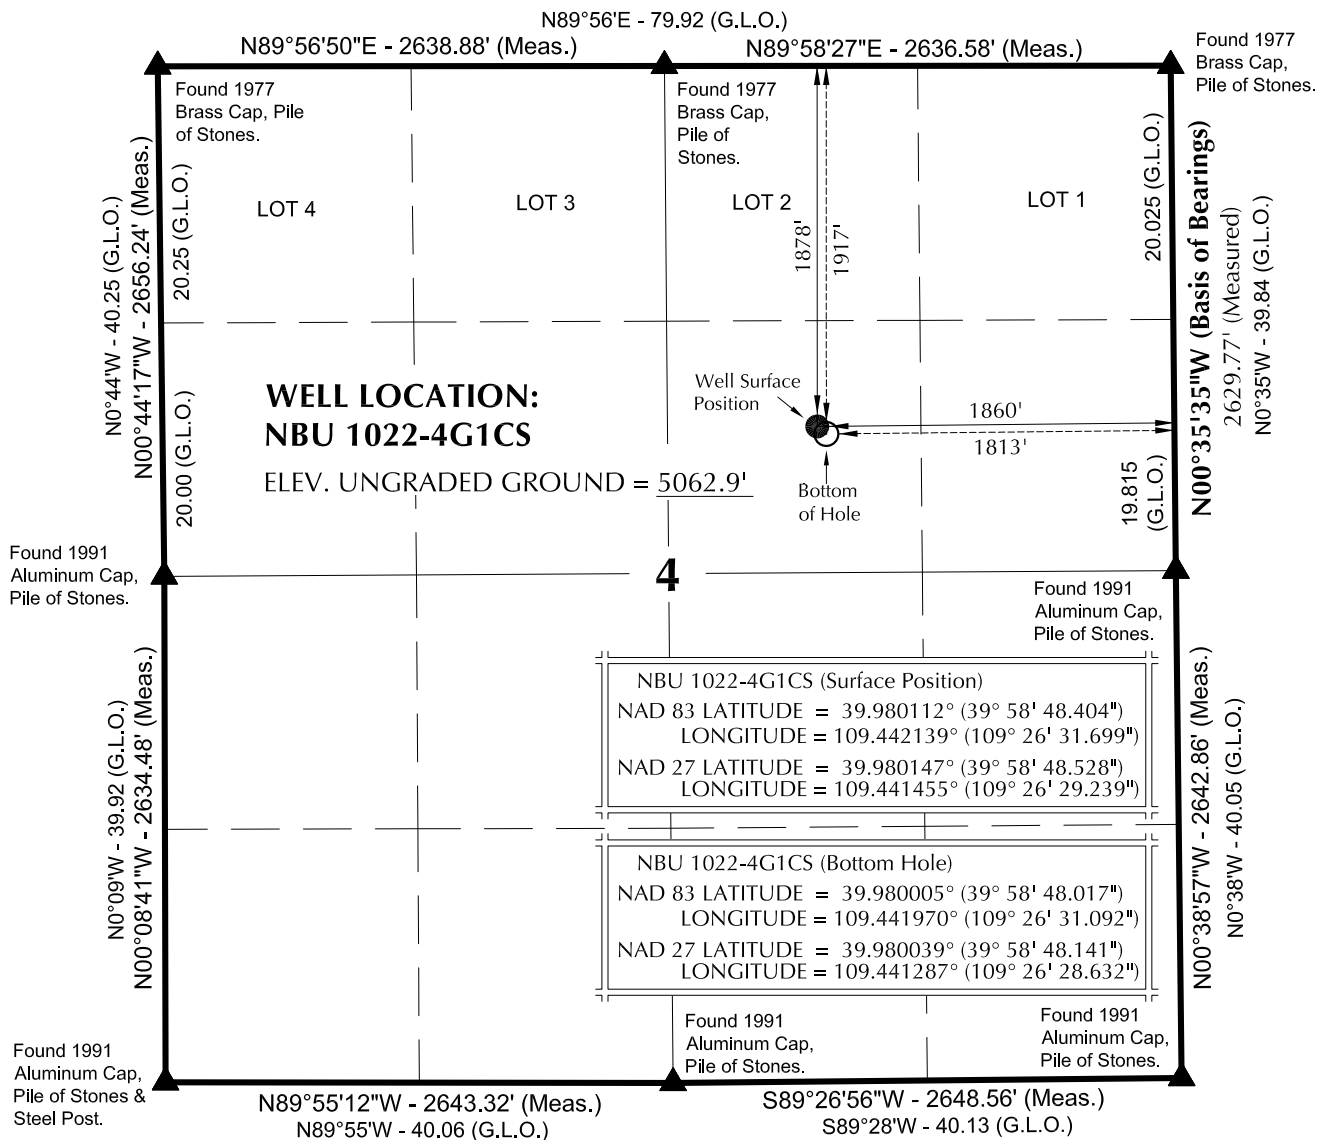 N89°56'E - 79.92 (G.L.O.)
N89°56'50"E - 2638.88' (Meas.)
N89°58'27"E - 2636.58' (Meas.)
Found 1977
Brass Cap,
Pile of Stones.
Found 1977
Brass Cap, Pile
of Stones.
Found 1977
Brass Cap,
Pile of
Stones.
N0°44'W - 40.25 (G.L.O.)
N00°44'17"W - 2656.24' (Meas.)
20.25 (G.L.O.)
20.00 (G.L.O.)
LOT 4
LOT 3
LOT 2
LOT 1
1878'
1917'
20.025 (G.L.O.)
19.815
(G.L.O.)
N00°35'35"W (Basis of Bearings)
2629.77' (Measured)
N0°35'W - 39.84 (G.L.O.)
WELL LOCATION:
NBU 1022-4G1CS
ELEV. UNGRADED GROUND = 5062.9'
Well Surface
Position
1860'
1813'
Bottom
of Hole
Found 1991
Aluminum Cap,
Pile of Stones.
4
Found 1991
Aluminum Cap,
Pile of Stones.
N0°09'W - 39.92 (G.L.O.)
N00°08'41"W - 2634.48' (Meas.)
NBU 1022-4G1CS (Surface Position)
NAD 83 LATITUDE = 39.980112° (39° 58' 48.404")
LONGITUDE = 109.442139° (109° 26' 31.699")
NAD 27 LATITUDE = 39.980147° (39° 58' 48.528")
LONGITUDE = 109.441455° (109° 26' 29.239")
NBU 1022-4G1CS (Bottom Hole)
NAD 83 LATITUDE = 39.980005° (39° 58' 48.017")
LONGITUDE = 109.441970° (109° 26' 31.092")
NAD 27 LATITUDE = 39.980039° (39° 58' 48.141")
LONGITUDE = 109.441287° (109° 26' 28.632")
N00°38'57"W - 2642.86' (Meas.)
N0°38'W - 40.05 (G.L.O.)
Found 1991
Aluminum Cap,
Pile of Stones &
Steel Post.
Found 1991
Aluminum Cap,
Pile of Stones.
Found 1991
Aluminum Cap,
Pile of Stones.
N89°55'12"W - 2643.32' (Meas.)
N89°55'W - 40.06 (G.L.O.)
S89°26'56"W - 2648.56' (Meas.)
S89°28'W - 40.13 (G.L.O.)